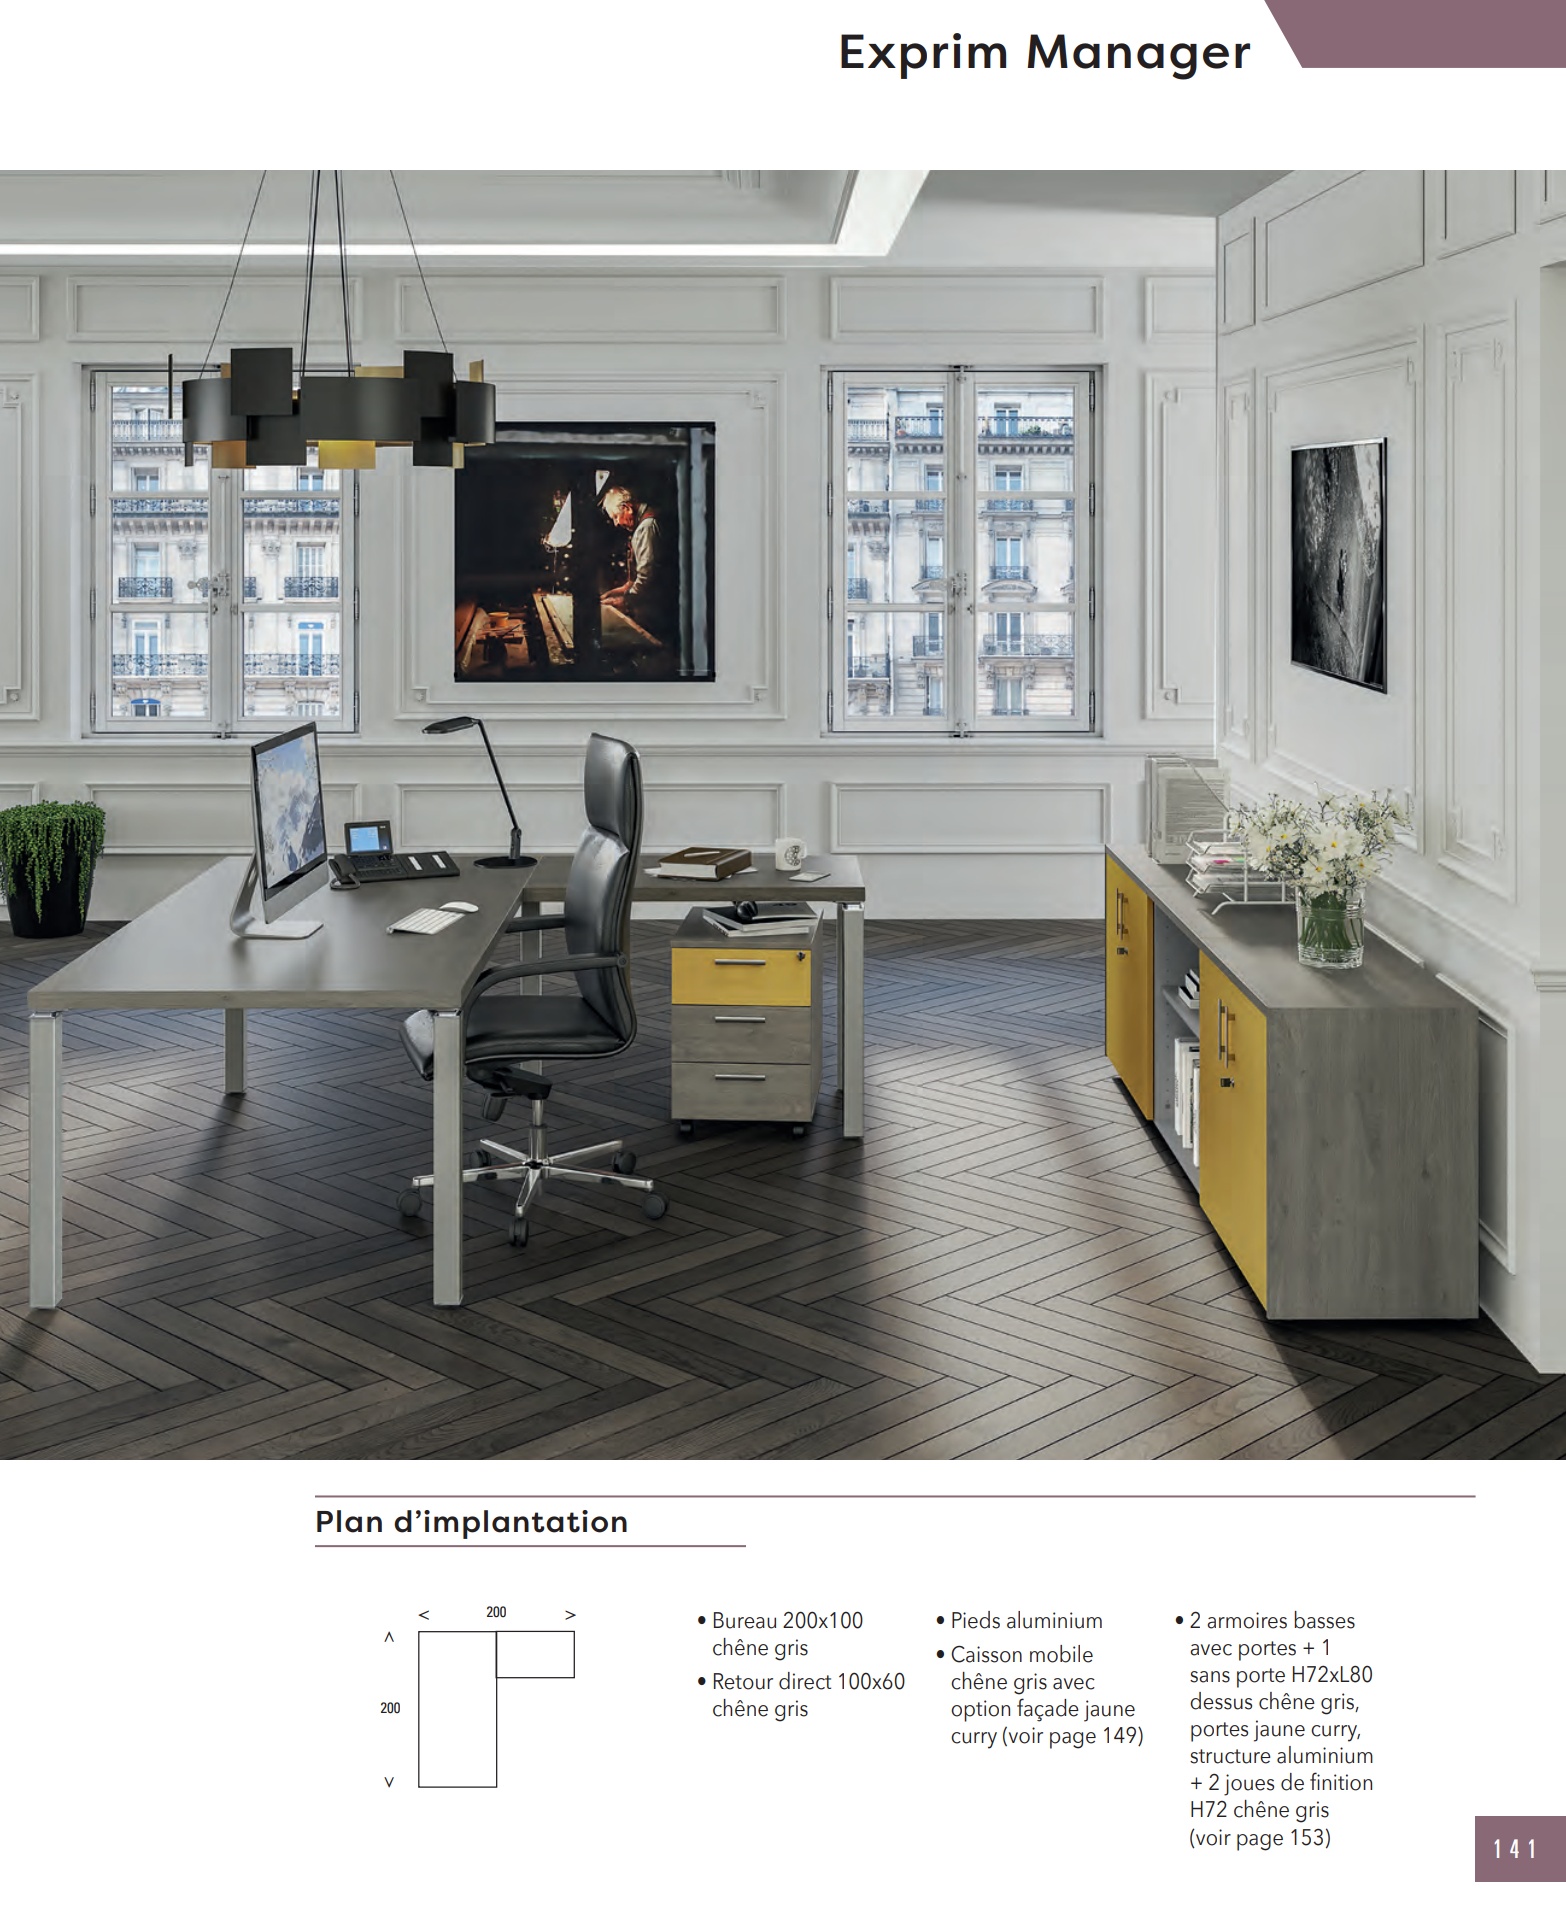 Exprim Manager
Plan d’implantation
200
200
• Bureau 200x100
chêne gris
• Retour direct 100x60
chêne gris
• Pieds aluminium
• Caisson mobile
chêne gris avec
option façade jaune
curry (voir page 149)
• 2 armoires basses
avec portes + 1
sans porte H72xL80
dessus chêne gris,
portes jaune curry,
structure aluminium
+ 2 joues de finition
H72 chêne gris
(voir page 153)
141